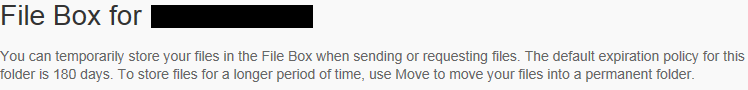 File Box for
You can temporarily store your files in the File Box when sending or requesting files. The default expiration policy for this
folder is 180 days. To store files for a longer period of time, use Move to move your files into a permanent folder.